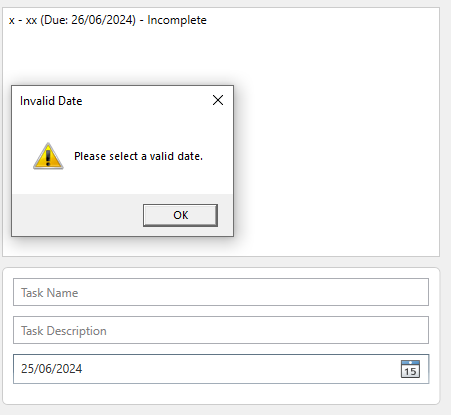 x - xx (Due: 26/06/2024) - Incomplete
Invalid Date
Please select a valid date.
OK
Task Name
Task Description
25/06/2024
15